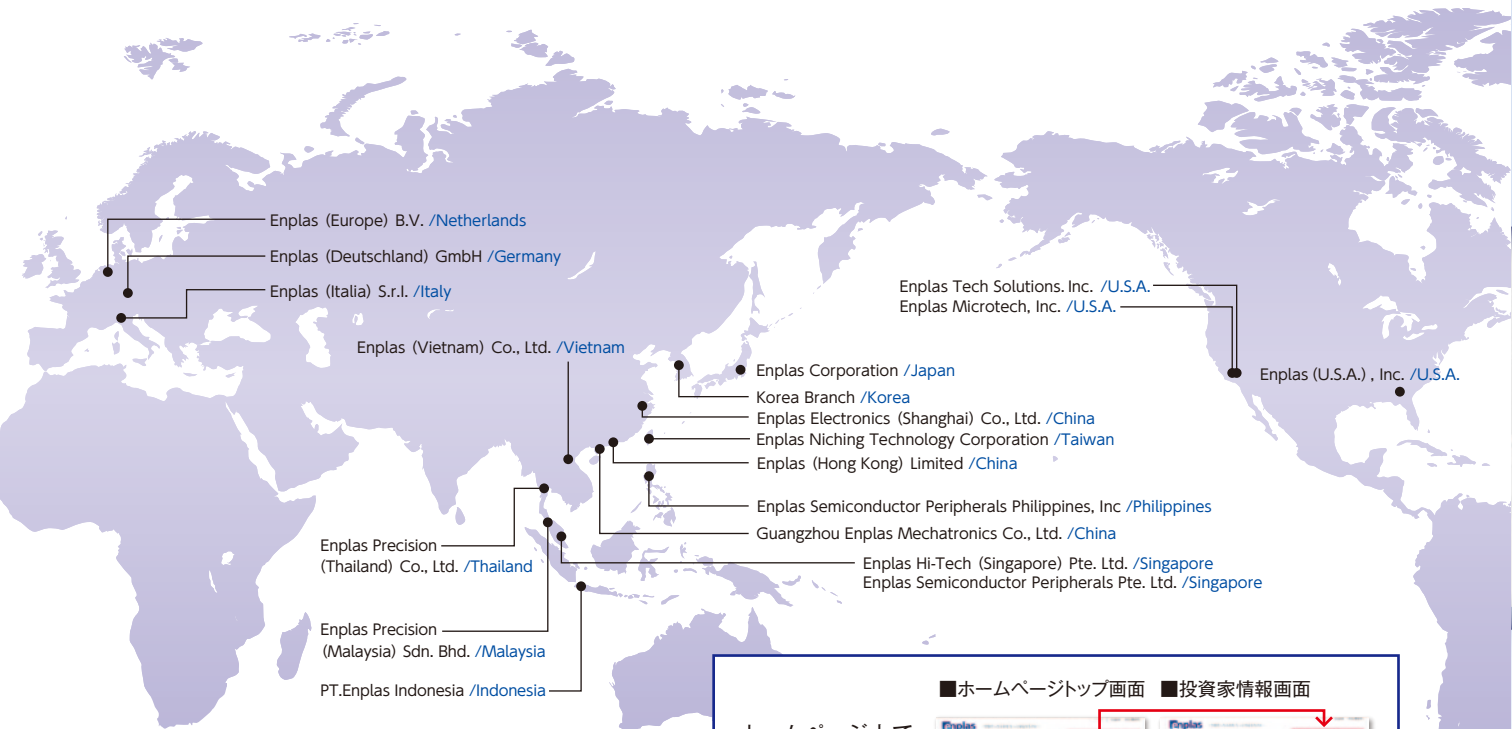 Enplas (Europe) B.V. /Netherlands
Enplas (Deutschland) GmbH /Germany
Enplas (Italia) S.r.l. /Italy
Enplas (Vietnam) Co., Ltd. /Vietnam
Enplas Tech Solutions. Inc. /U.S.A.
Enplas Microtech, Inc. /U.S.A.
Enplas (U.S.A.) , Inc. /U.S.A.
Enplas Corporation /Japan
Korea Branch /Korea
Enplas Electronics (Shanghai) Co., Ltd. /China
Enplas Niching Technology Corporation /Taiwan
Enplas (Hong Kong) Limited /China
Enplas Semiconductor Peripherals Philippines, Inc /Philippines
Guangzhou Enplas Mechatronics Co., Ltd. /China
Enplas Hi-Tech (Singapore) Pte. Ltd. /Singapore
Enplas Semiconductor Peripherals Pte. Ltd. /Singapore
Enplas Precision
(Thailand) Co., Ltd. /Thailand
Enplas Precision
(Malaysia) Sdn. Bhd. /Malaysia
PT.Enplas Indonesia /Indonesia
■ホームページトップ画面 ■投資家情報画面
Enplas
Enplas